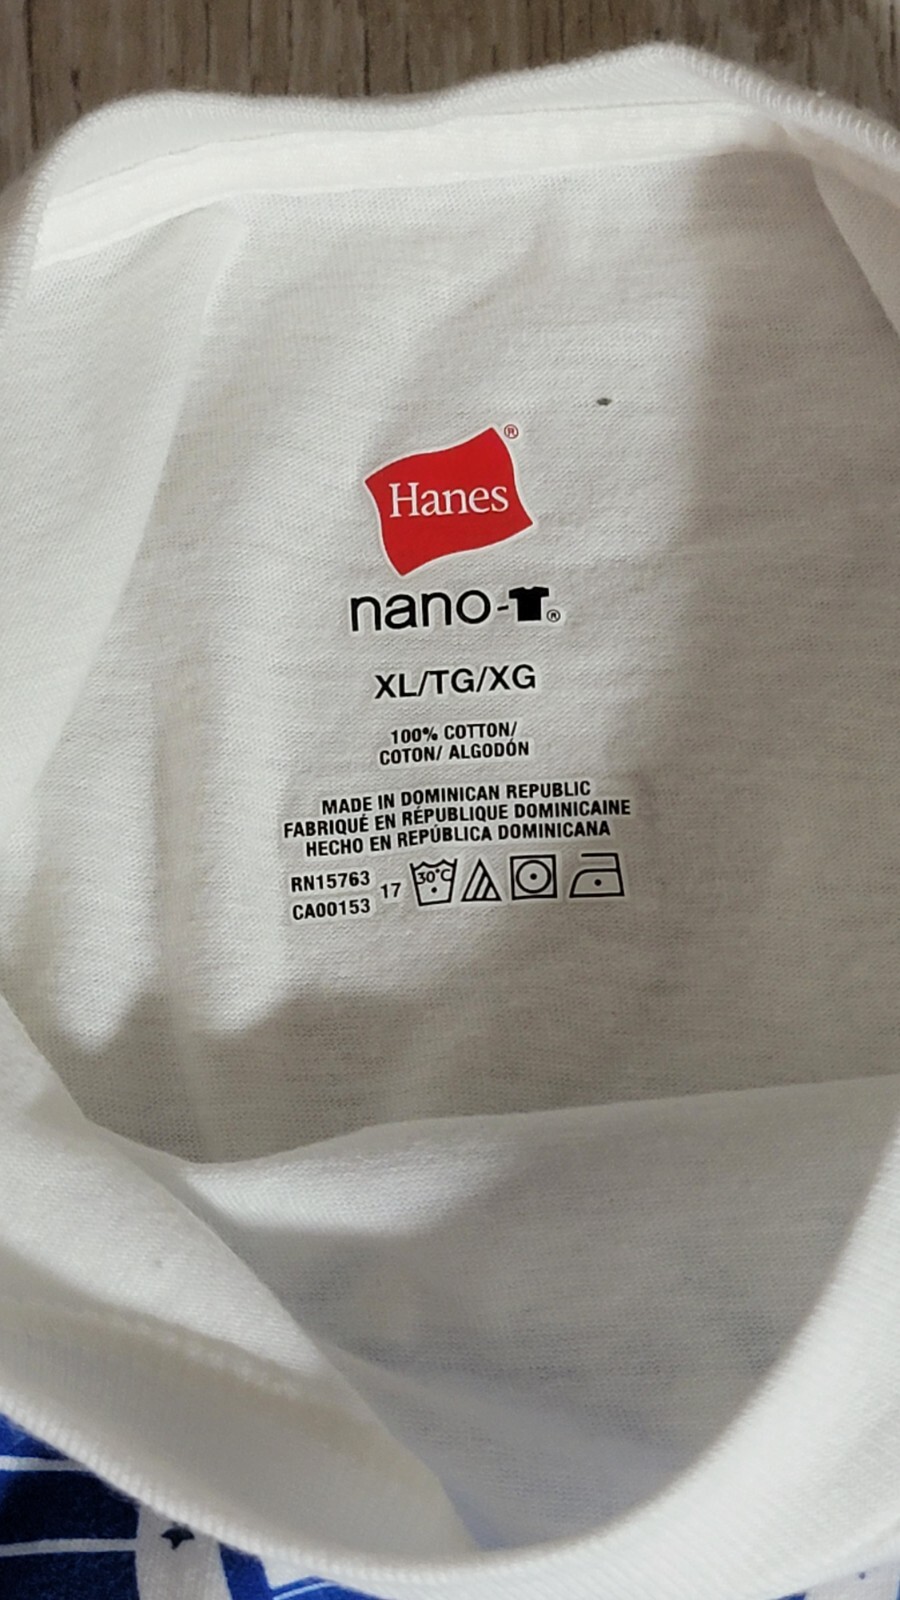 Hanes®
nano-T®
XL/TG/XG
100% COTTON/
COTON/ ALGODÓN
MADE IN DOMINICAN REPUBLIC
FABRIQUÉ EN RÉPUBLIQUE DOMINICAINE
HECHO EN REPÚBLICA DOMINICANA
RN15763
CA00153
17
30°C